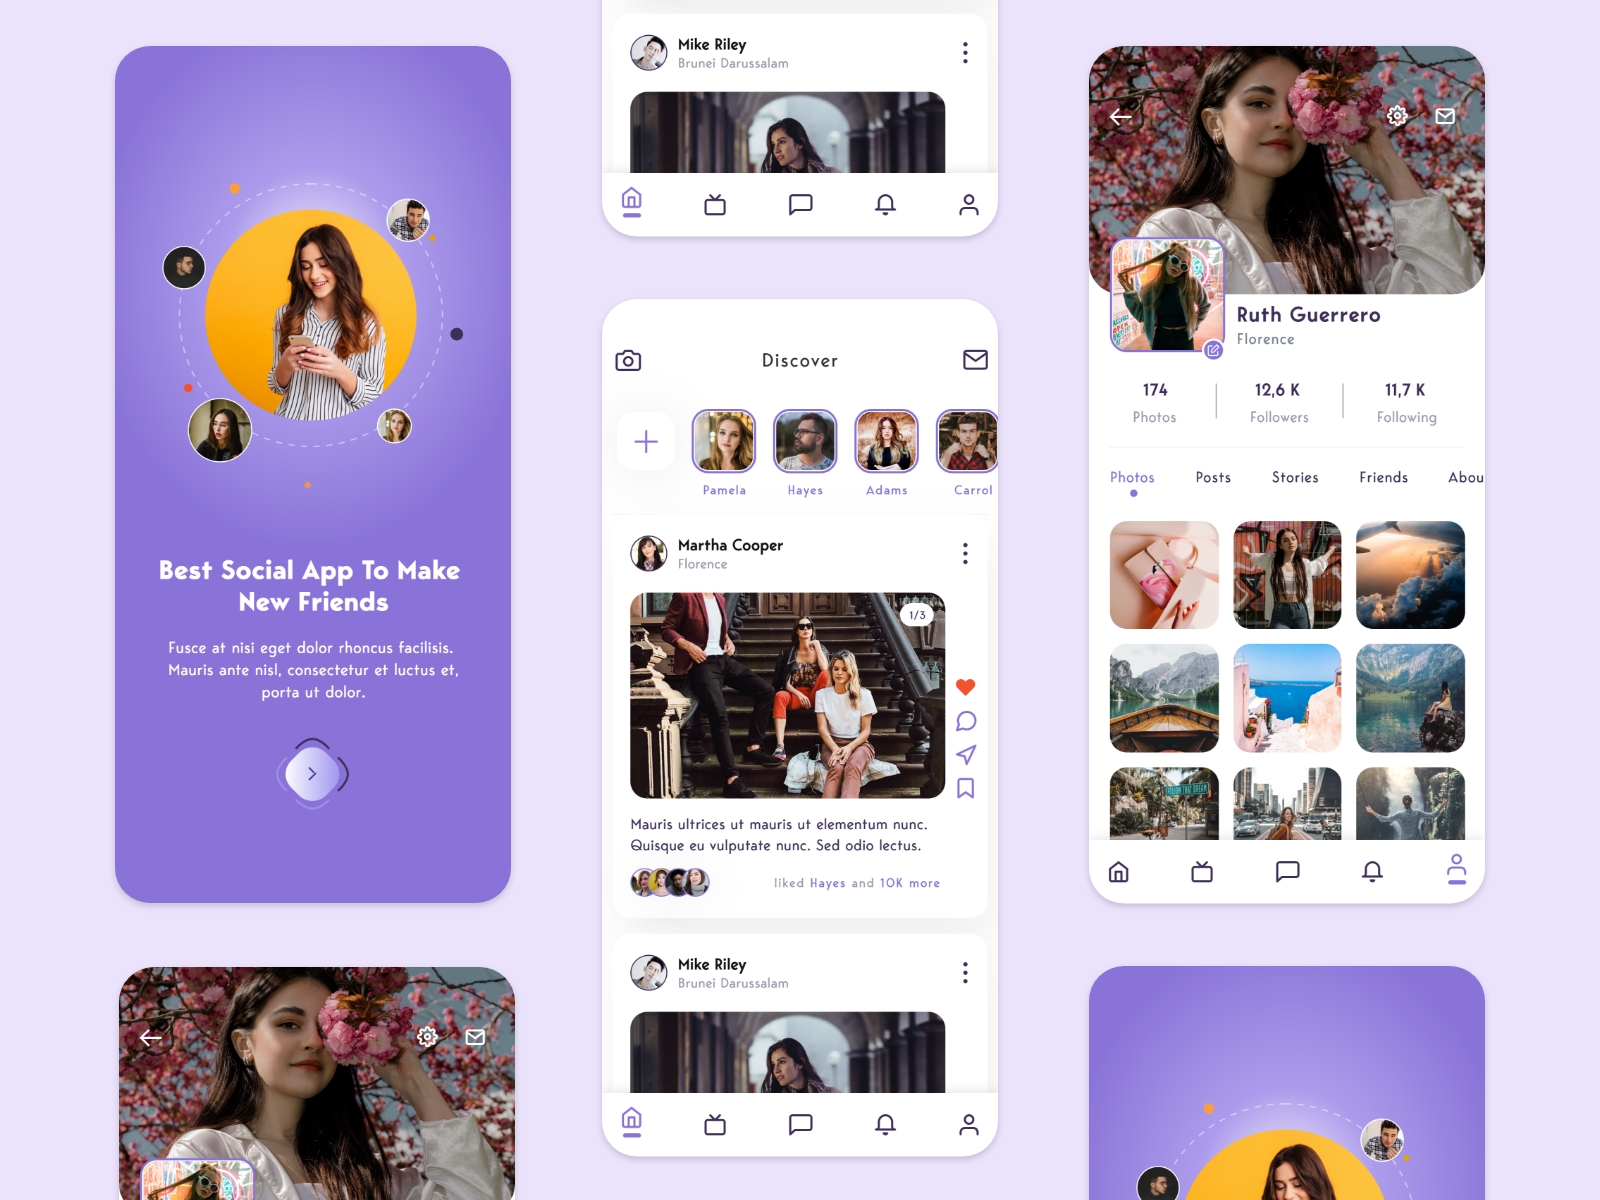 Best Social App To Make
New Friends
Fusce at nisi eget dolor rhoncus facilisis.
Mauris ante nisl, consectetur et luctus et,
porta ut dolor.
Mike Riley
Brunei Darussalam
Discover
Pamela
Hayes
Adams
Carrol
Martha Cooper
Florence
1/3
Mauris ultrices ut mauris ut elementum nunc.
Quisque eu vulputate nunc. Sed odio lectus.
liked Hayes and 10K more
Mike Riley
Brunei Darussalam
Ruth Guerrero
Florence
174
Photos
12,6 K
Followers
11,7 K
Following
Photos
Posts
Stories
Friends
Abou
FOLLOW THAT DREAM